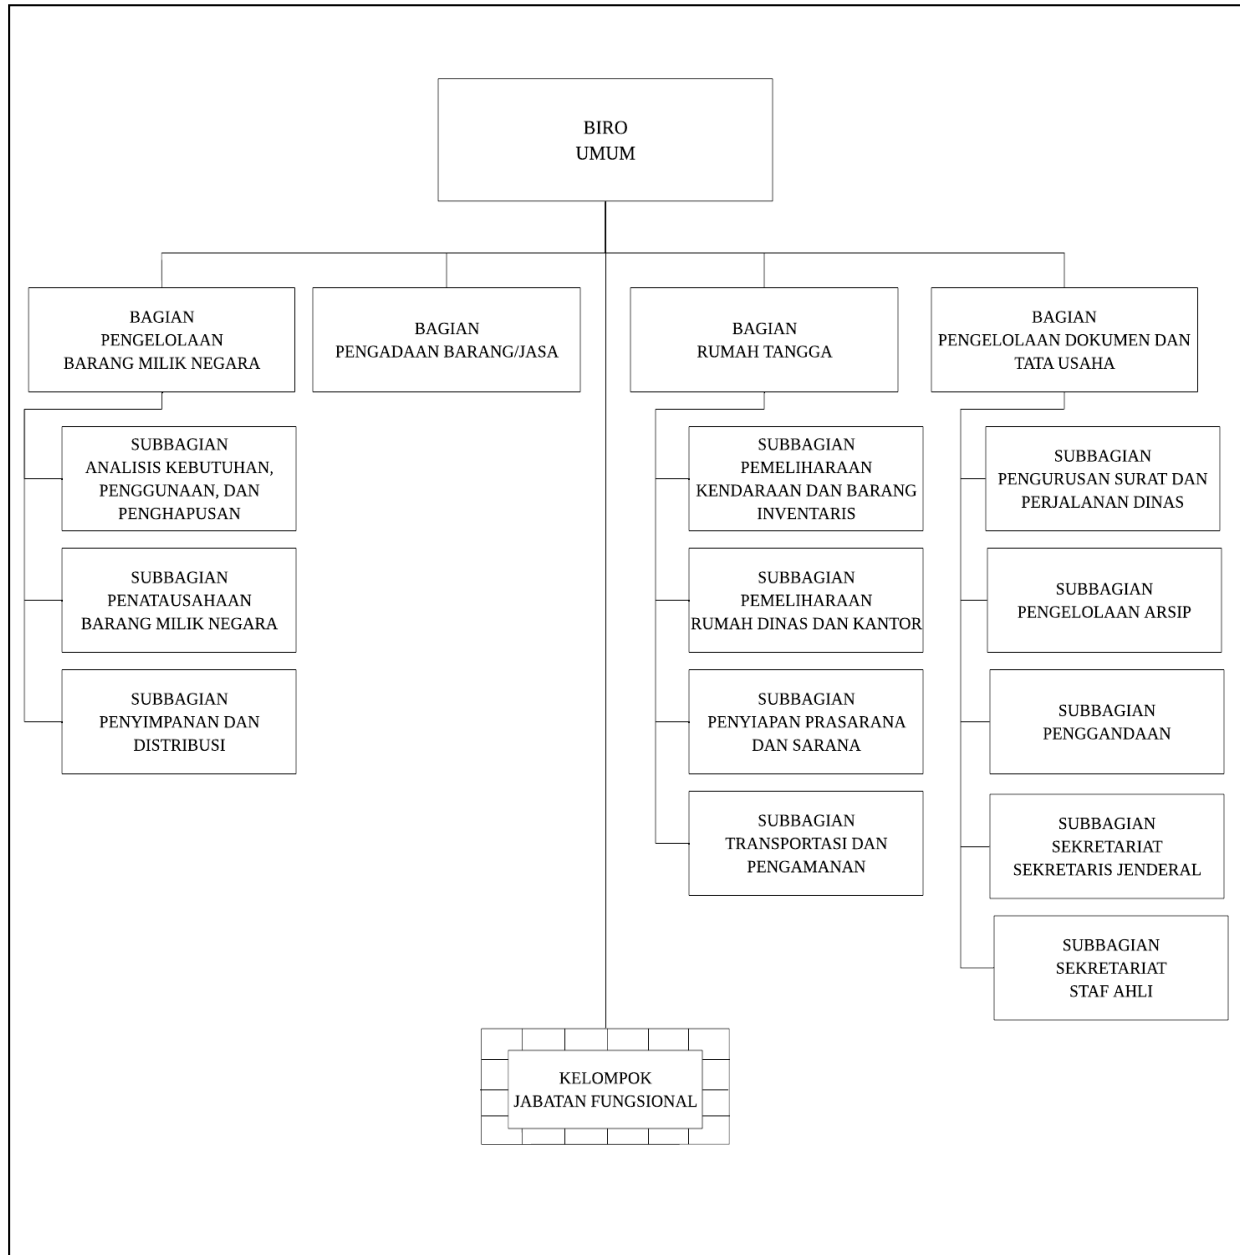 BIRO
UMUM
BAGIAN
PENGELOLAAN
BARANG MILIK NEGARA
BAGIAN
PENGADAAN BARANG/JASA
BAGIAN
RUMAH TANGGA
BAGIAN
PENGELOLAAN DOKUMEN DAN
TATA USAHA
SUBBAGIAN
ANALISIS KEBUTUHAN,
PENGGUNAAN, DAN
PENGHAPUSAN
SUBBAGIAN
PENATAUSAHAAN
BARANG MILIK NEGARA
SUBBAGIAN
PENYIMPANAN DAN
DISTRIBUSI
SUBBAGIAN
PEMELIHARAAN
KENDARAAN DAN BARANG
INVENTARIS
SUBBAGIAN
PEMELIHARAAN
RUMAH DINAS DAN KANTOR
SUBBAGIAN
PENYIAPAN PRASARANA
DAN SARANA
SUBBAGIAN
TRANSPORTASI DAN
PENGAMANAN
SUBBAGIAN
PENGURUSAN SURAT DAN
PERJALANAN DINAS
SUBBAGIAN
PENGELOLAAN ARSIP
SUBBAGIAN
PENGGANDAAN
SUBBAGIAN
SEKRETARIAT
SEKRETARIS JENDERAL
SUBBAGIAN
SEKRETARIAT
STAF AHLI
KELOMPOK
JABATAN FUNGSIONAL